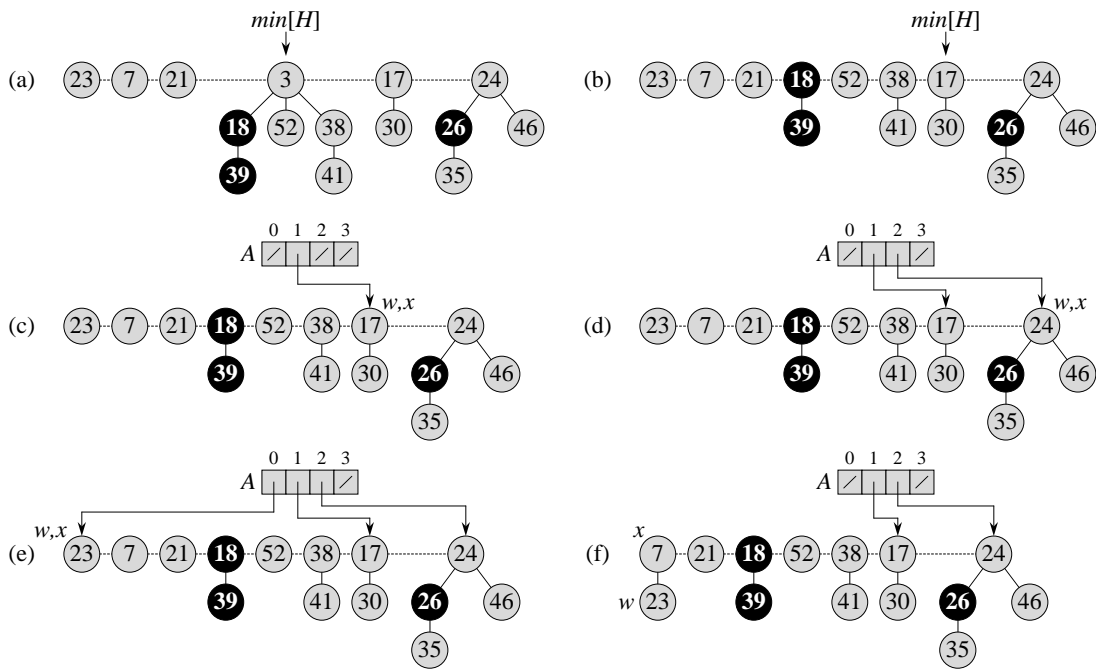 min[H]
(a) 23 7 21 3 17 24
18 52 38 30 26 46
39 41 35
min[H]
(b) 23 7 21 18 52 38 17 24
39 41 30 26 46
35
0 1 2 3
A
w,x
(c) 23 7 21 18 52 38 17 24
39 41 30 26 46
35
0 1 2 3
A
w,x
(d) 23 7 21 18 52 38 17 24
39 41 30 26 46
35
0 1 2 3
A
w,x
(e) 23 7 21 18 52 38 17 24
39 41 30 26 46
35
0 1 2 3
A
x
(f) 7 21 18 52 38 17 24
w 23 39 41 30 26 46
35